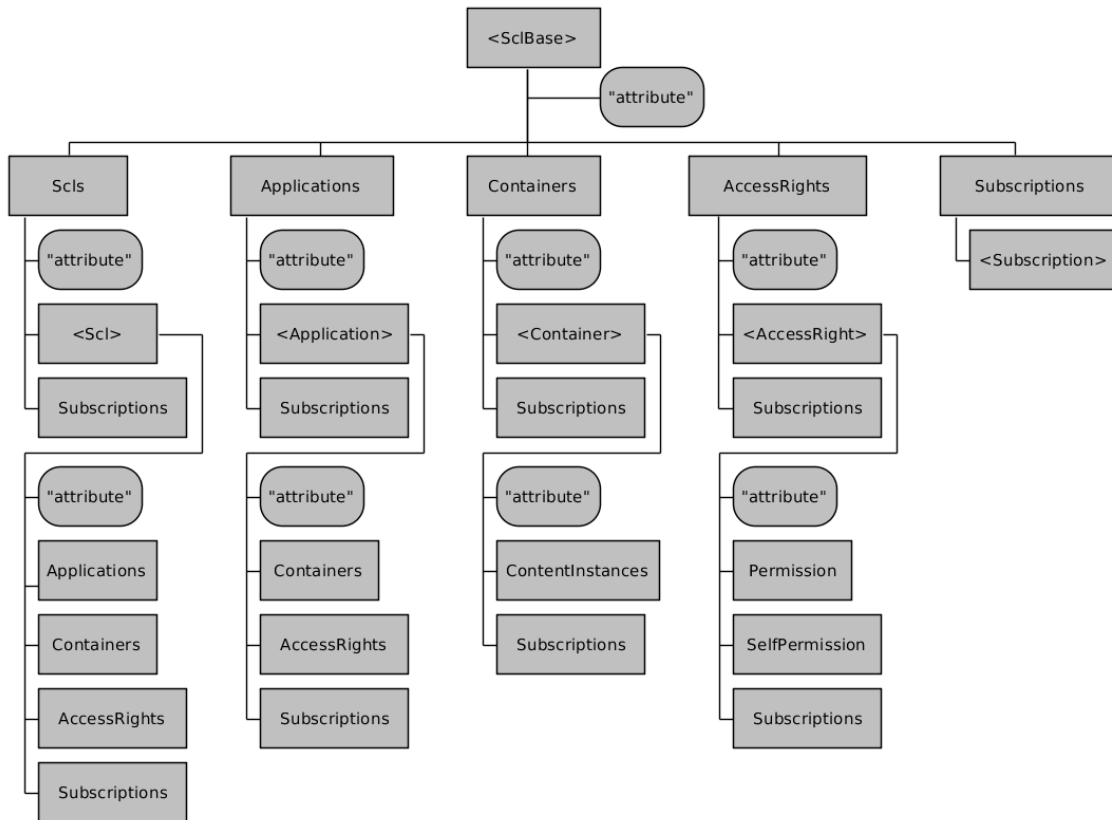 <SclBase>
"attribute"
Scls
Applications
Containers
AccessRights
Subscriptions
"attribute"
"attribute"
"attribute"
"attribute"
<Subscription>
<Scl>
<Application>
<Container>
<AccessRight>
Subscriptions
Subscriptions
Subscriptions
Subscriptions
"attribute"
"attribute"
"attribute"
"attribute"
Applications
Containers
ContentInstances
Permission
Containers
AccessRights
Subscriptions
SelfPermission
AccessRights
Subscriptions
Subscriptions
Subscriptions